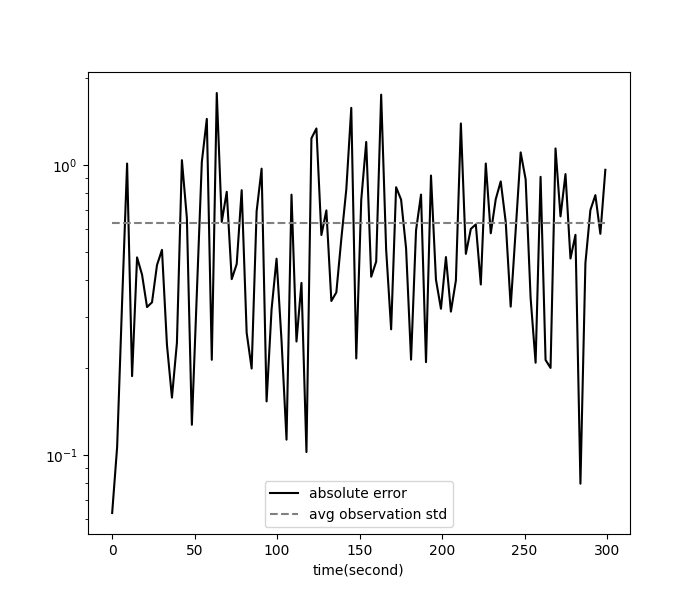 10⁰
10⁻¹
absolute error
avg observation std
0 50 100 150 200 250 300
time(second)